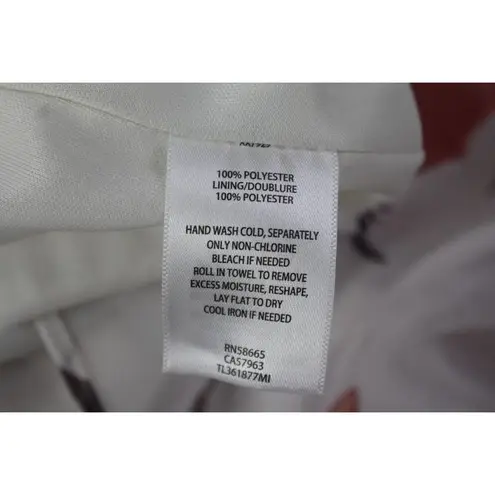 100% POLYESTER
LINING/DOUBLURE
100% POLYESTER
HAND WASH COLD, SEPARATELY
ONLY NON-CHLORINE
BLEACH IF NEEDED
ROLL IN TOWEL TO REMOVE
EXCESS MOISTURE, RESHAPE,
LAY FLAT TO DRY
COOL IRON IF NEEDED
RN58665
CA57963
TL361877MI